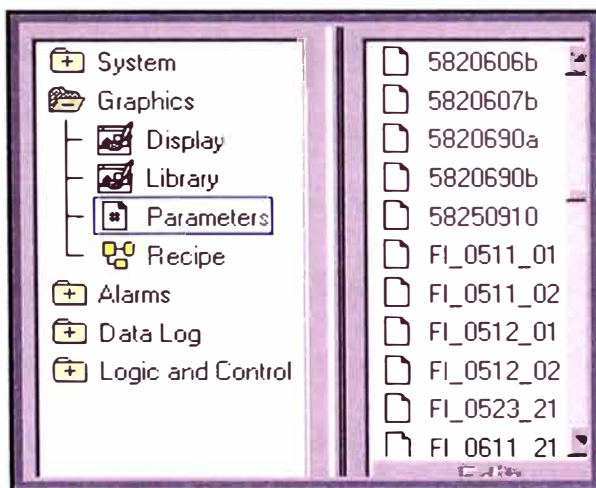 System
Graphics
Display
Library
Parameters
Recipe
Alarms
Data Log
Logic and Control
5820606b
5820607b
5820690a
5820690b
58250910
FI_0511_01
FI_0511_02
FI_0512_01
FI_0512_02
FI_0523_21
FI_0611_21